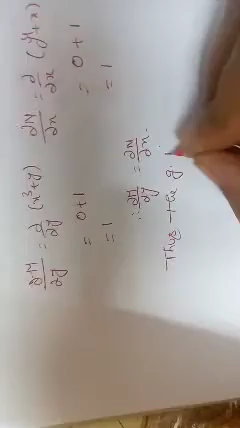 ∂M/∂y = ∂/∂y (x³+y) ∂N/∂x = ∂/∂x (y³+x)
= 0+1 = 0+1
= 1 = 1
∴ ∂M/∂y = ∂N/∂x.
Thus the g.